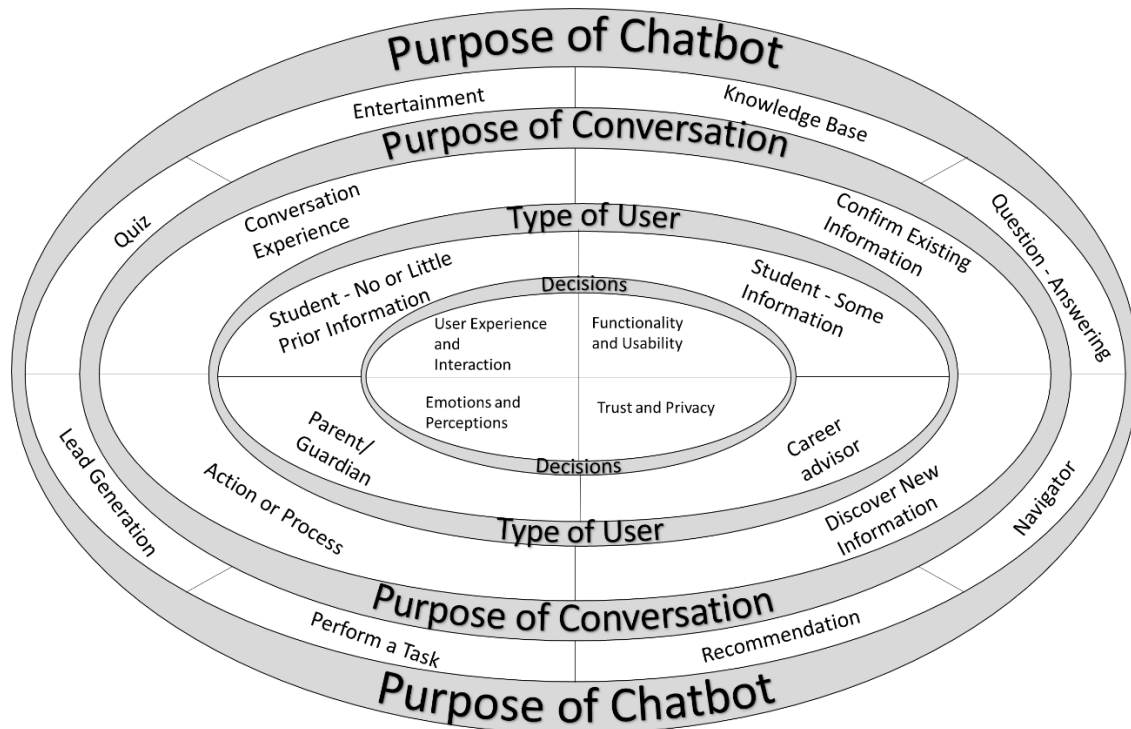 Purpose of Chatbot
Entertainment
Knowledge Base
Purpose of Conversation
Quiz
Conversation
Experience
Confirm Existing
Information
Question - Answering
Type of User
Student - No or Little
Prior Information
Student - Some
Information
Decisions
User Experience
and
Interaction
Functionality
and Usability
Emotions and
Perceptions
Trust and Privacy
Decisions
Parent/
Guardian
Career
advisor
Type of User
Lead Generation
Action or Process
Discover New
Information
Navigator
Purpose of Conversation
Perform a Task
Recommendation
Purpose of Chatbot